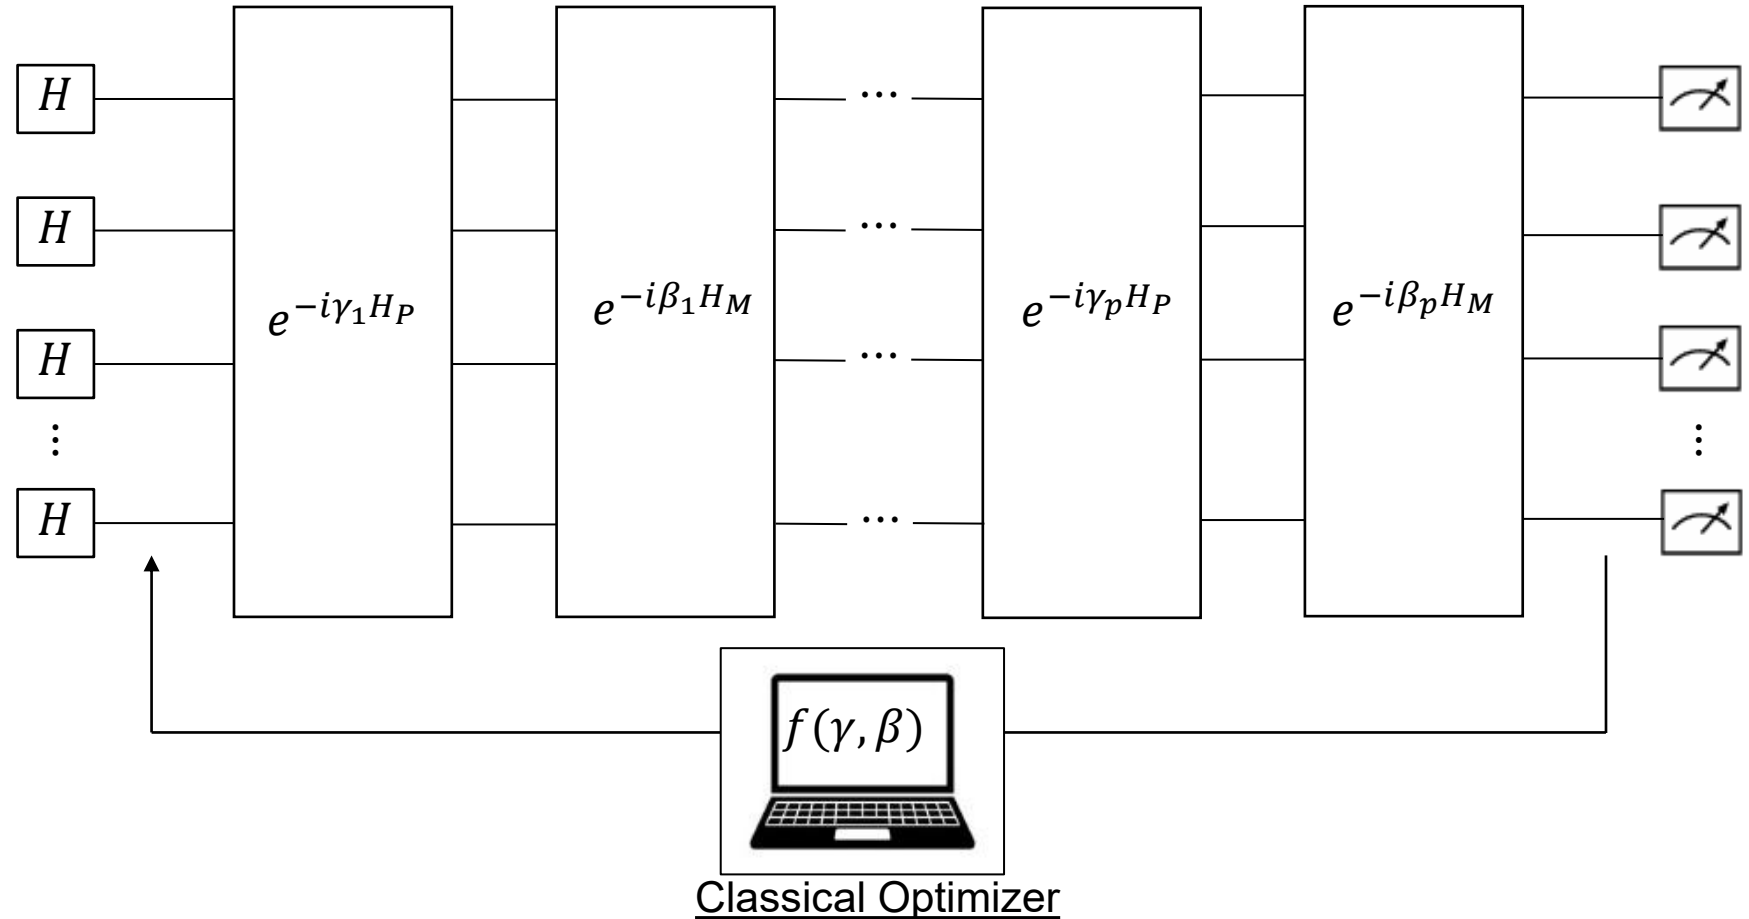 H
⋯
H
⋯
e^{-iγ_1 H_P}
e^{-iβ_1 H_M}
e^{-iγ_p H_P}
e^{-iβ_p H_M}
H
⋯
⋮
⋮
H
⋯
f(γ, β)
Classical Optimizer